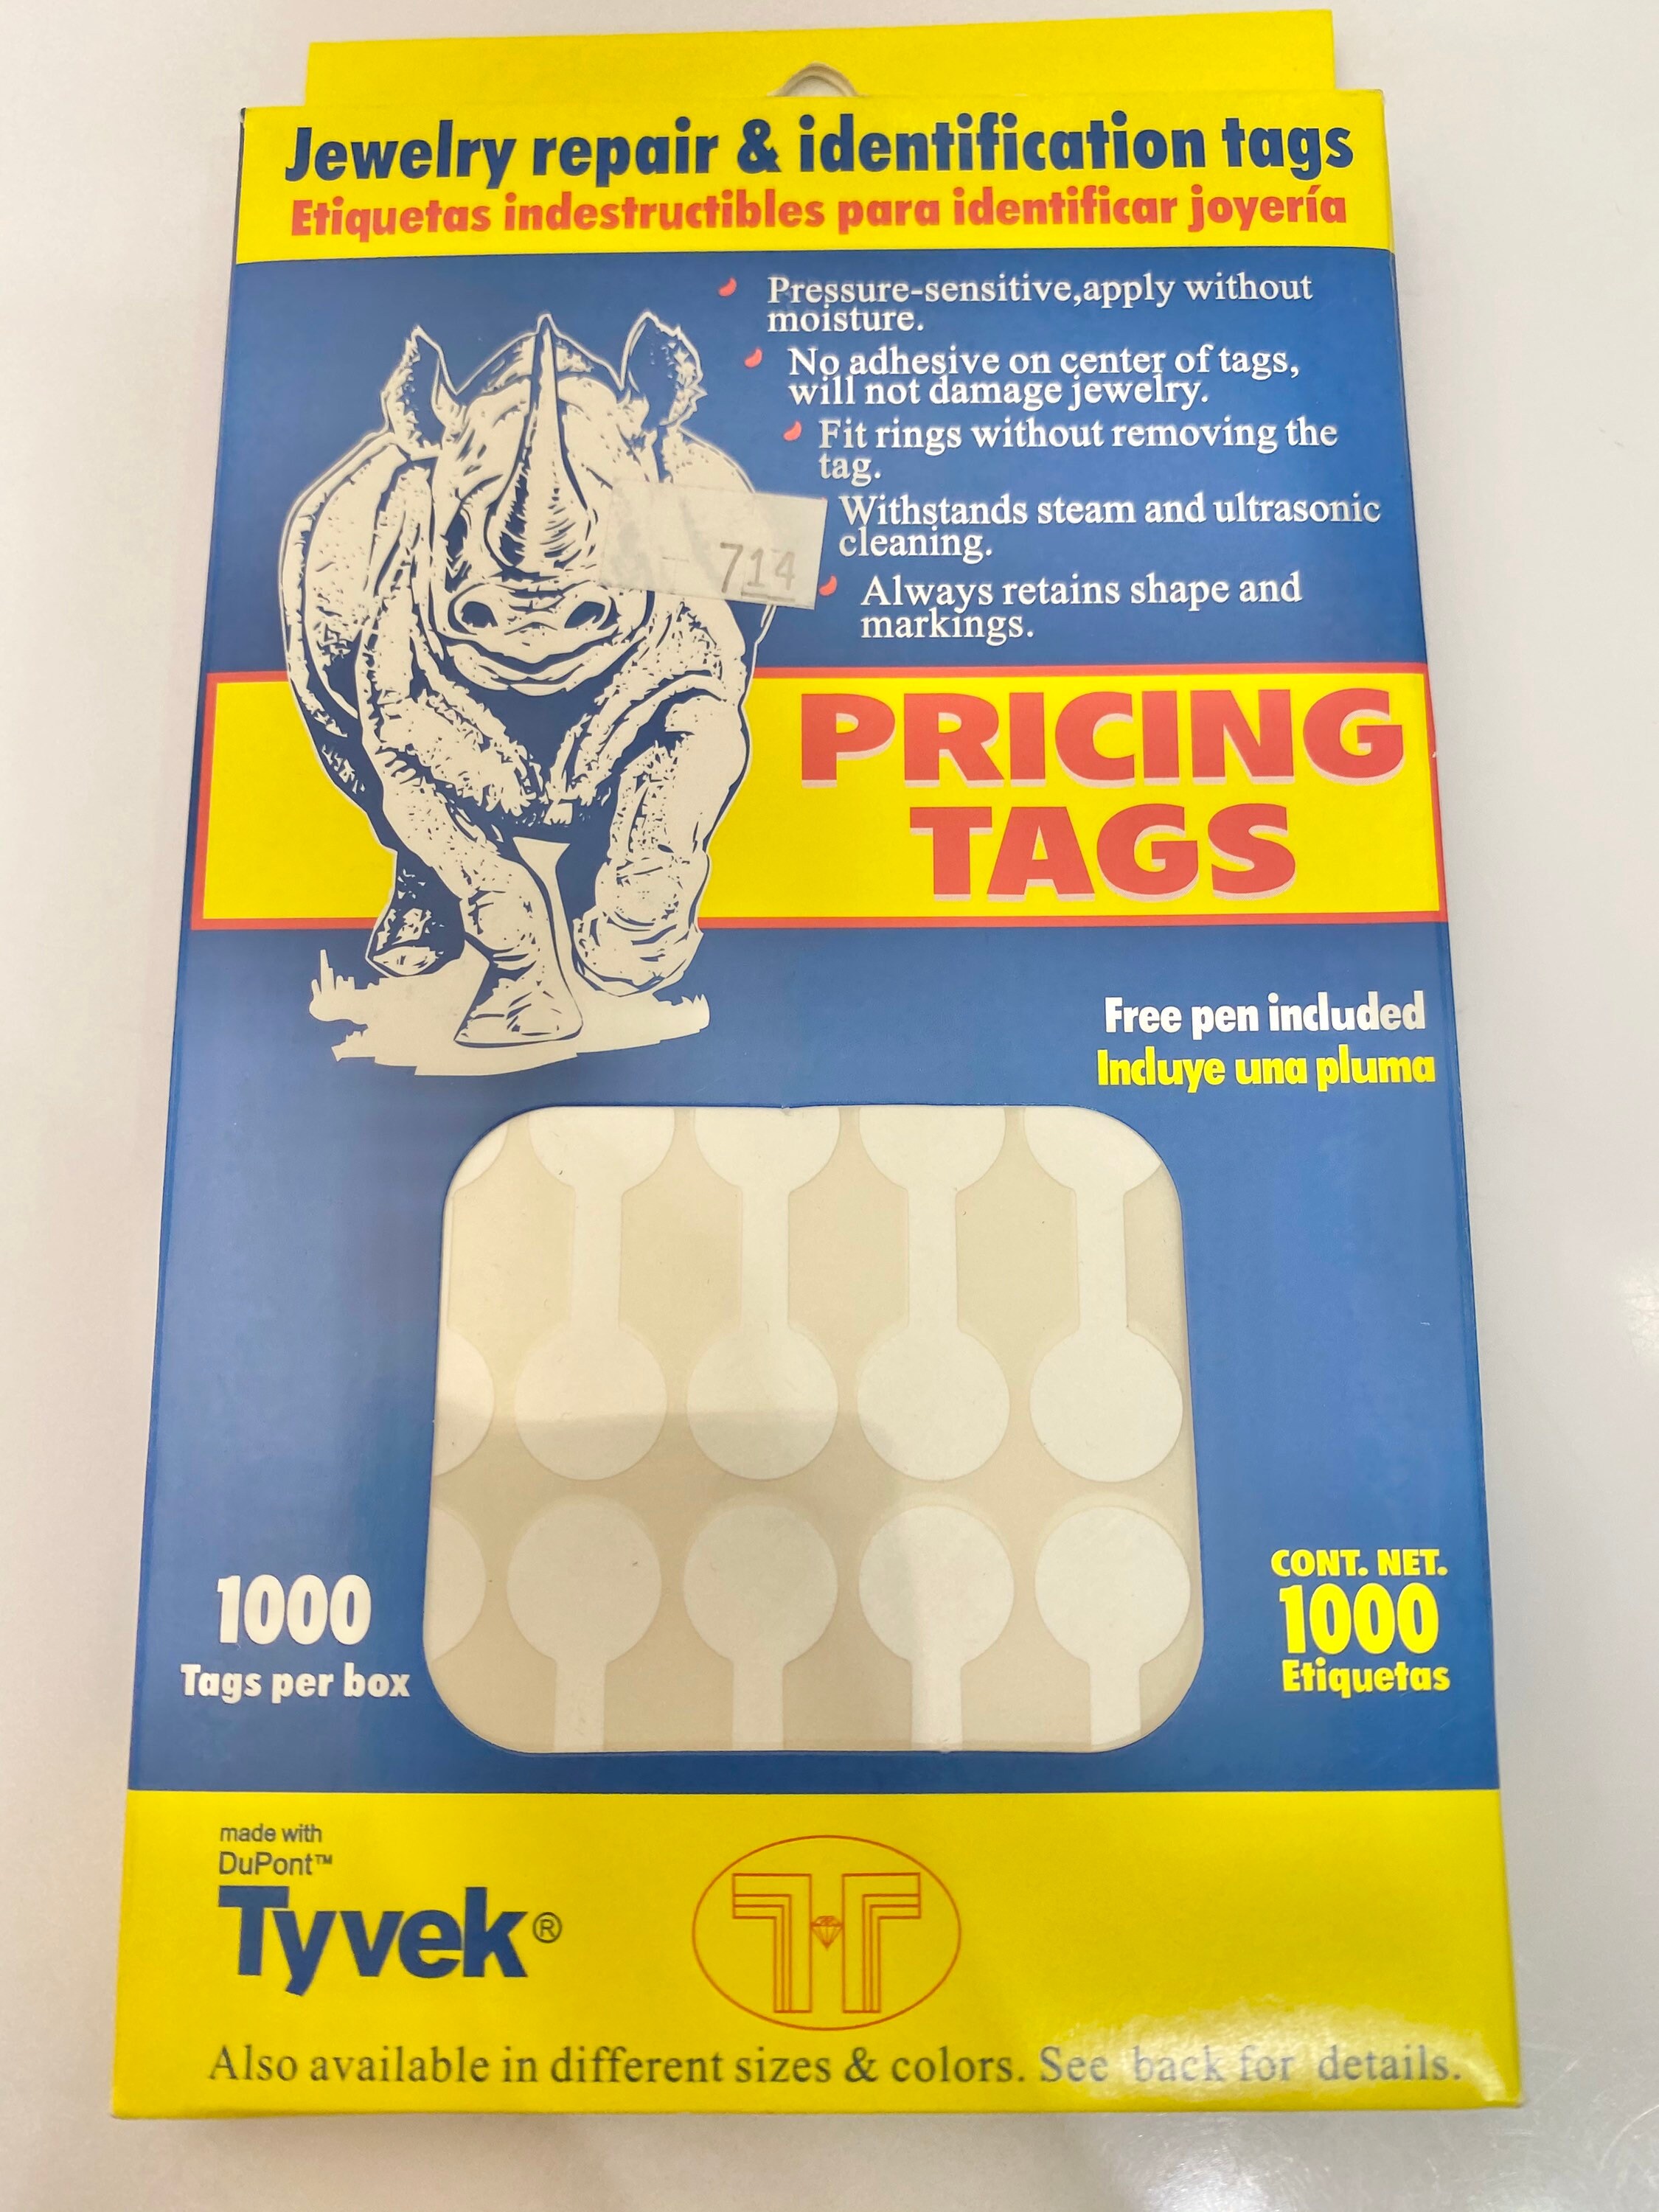 Jewelry repair & identification tags
Etiquetas indestructibles para identificar joyería
Pressure-sensitive,apply without
moisture.
No adhesive on center of tags,
will not damage jewelry.
Fit rings without removing the
tag.
Withstands steam and ultrasonic
cleaning.
714
Always retains shape and
markings.
PRICING
TAGS
Free pen included
Incluye una pluma
1000
Tags per box
CONT. NET.
1000
Etiquetas
made with
DuPont™
Tyvek®
Also available in different sizes & colors. See back for details.